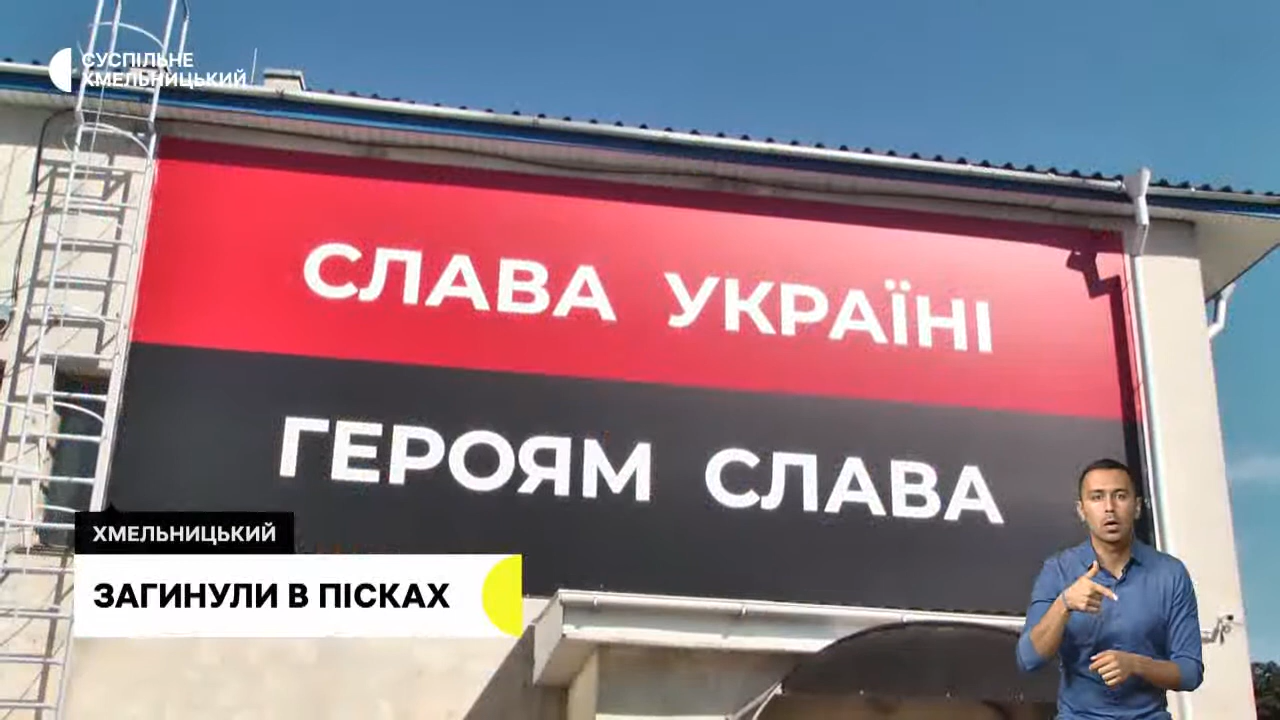 СУСПІЛЬНЕ
ХМЕЛЬНИЦЬКИЙ
СЛАВА УКРАЇНІ
ГЕРОЯМ СЛАВА
ХМЕЛЬНИЦЬКИЙ
ЗАГИНУЛИ В ПІСКАХ